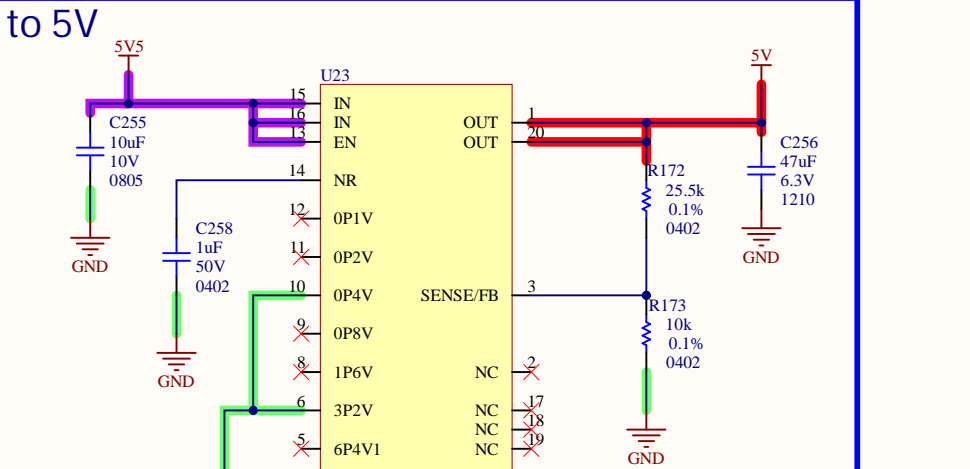 to 5V
5V5
5V
U23
15 IN
16 IN
13 EN
14 NR
12 0P1V
11 0P2V
10 0P4V
9 0P8V
8 1P6V
6 3P2V
5 6P4V1
OUT 1
OUT 20
SENSE/FB 3
NC 2
NC 17
NC 18
NC 19
C255
10uF
10V
0805
GND
C258
1uF
50V
0402
GND
R172
25.5k
0.1%
0402
R173
10k
0.1%
0402
GND
C256
47uF
6.3V
1210
GND